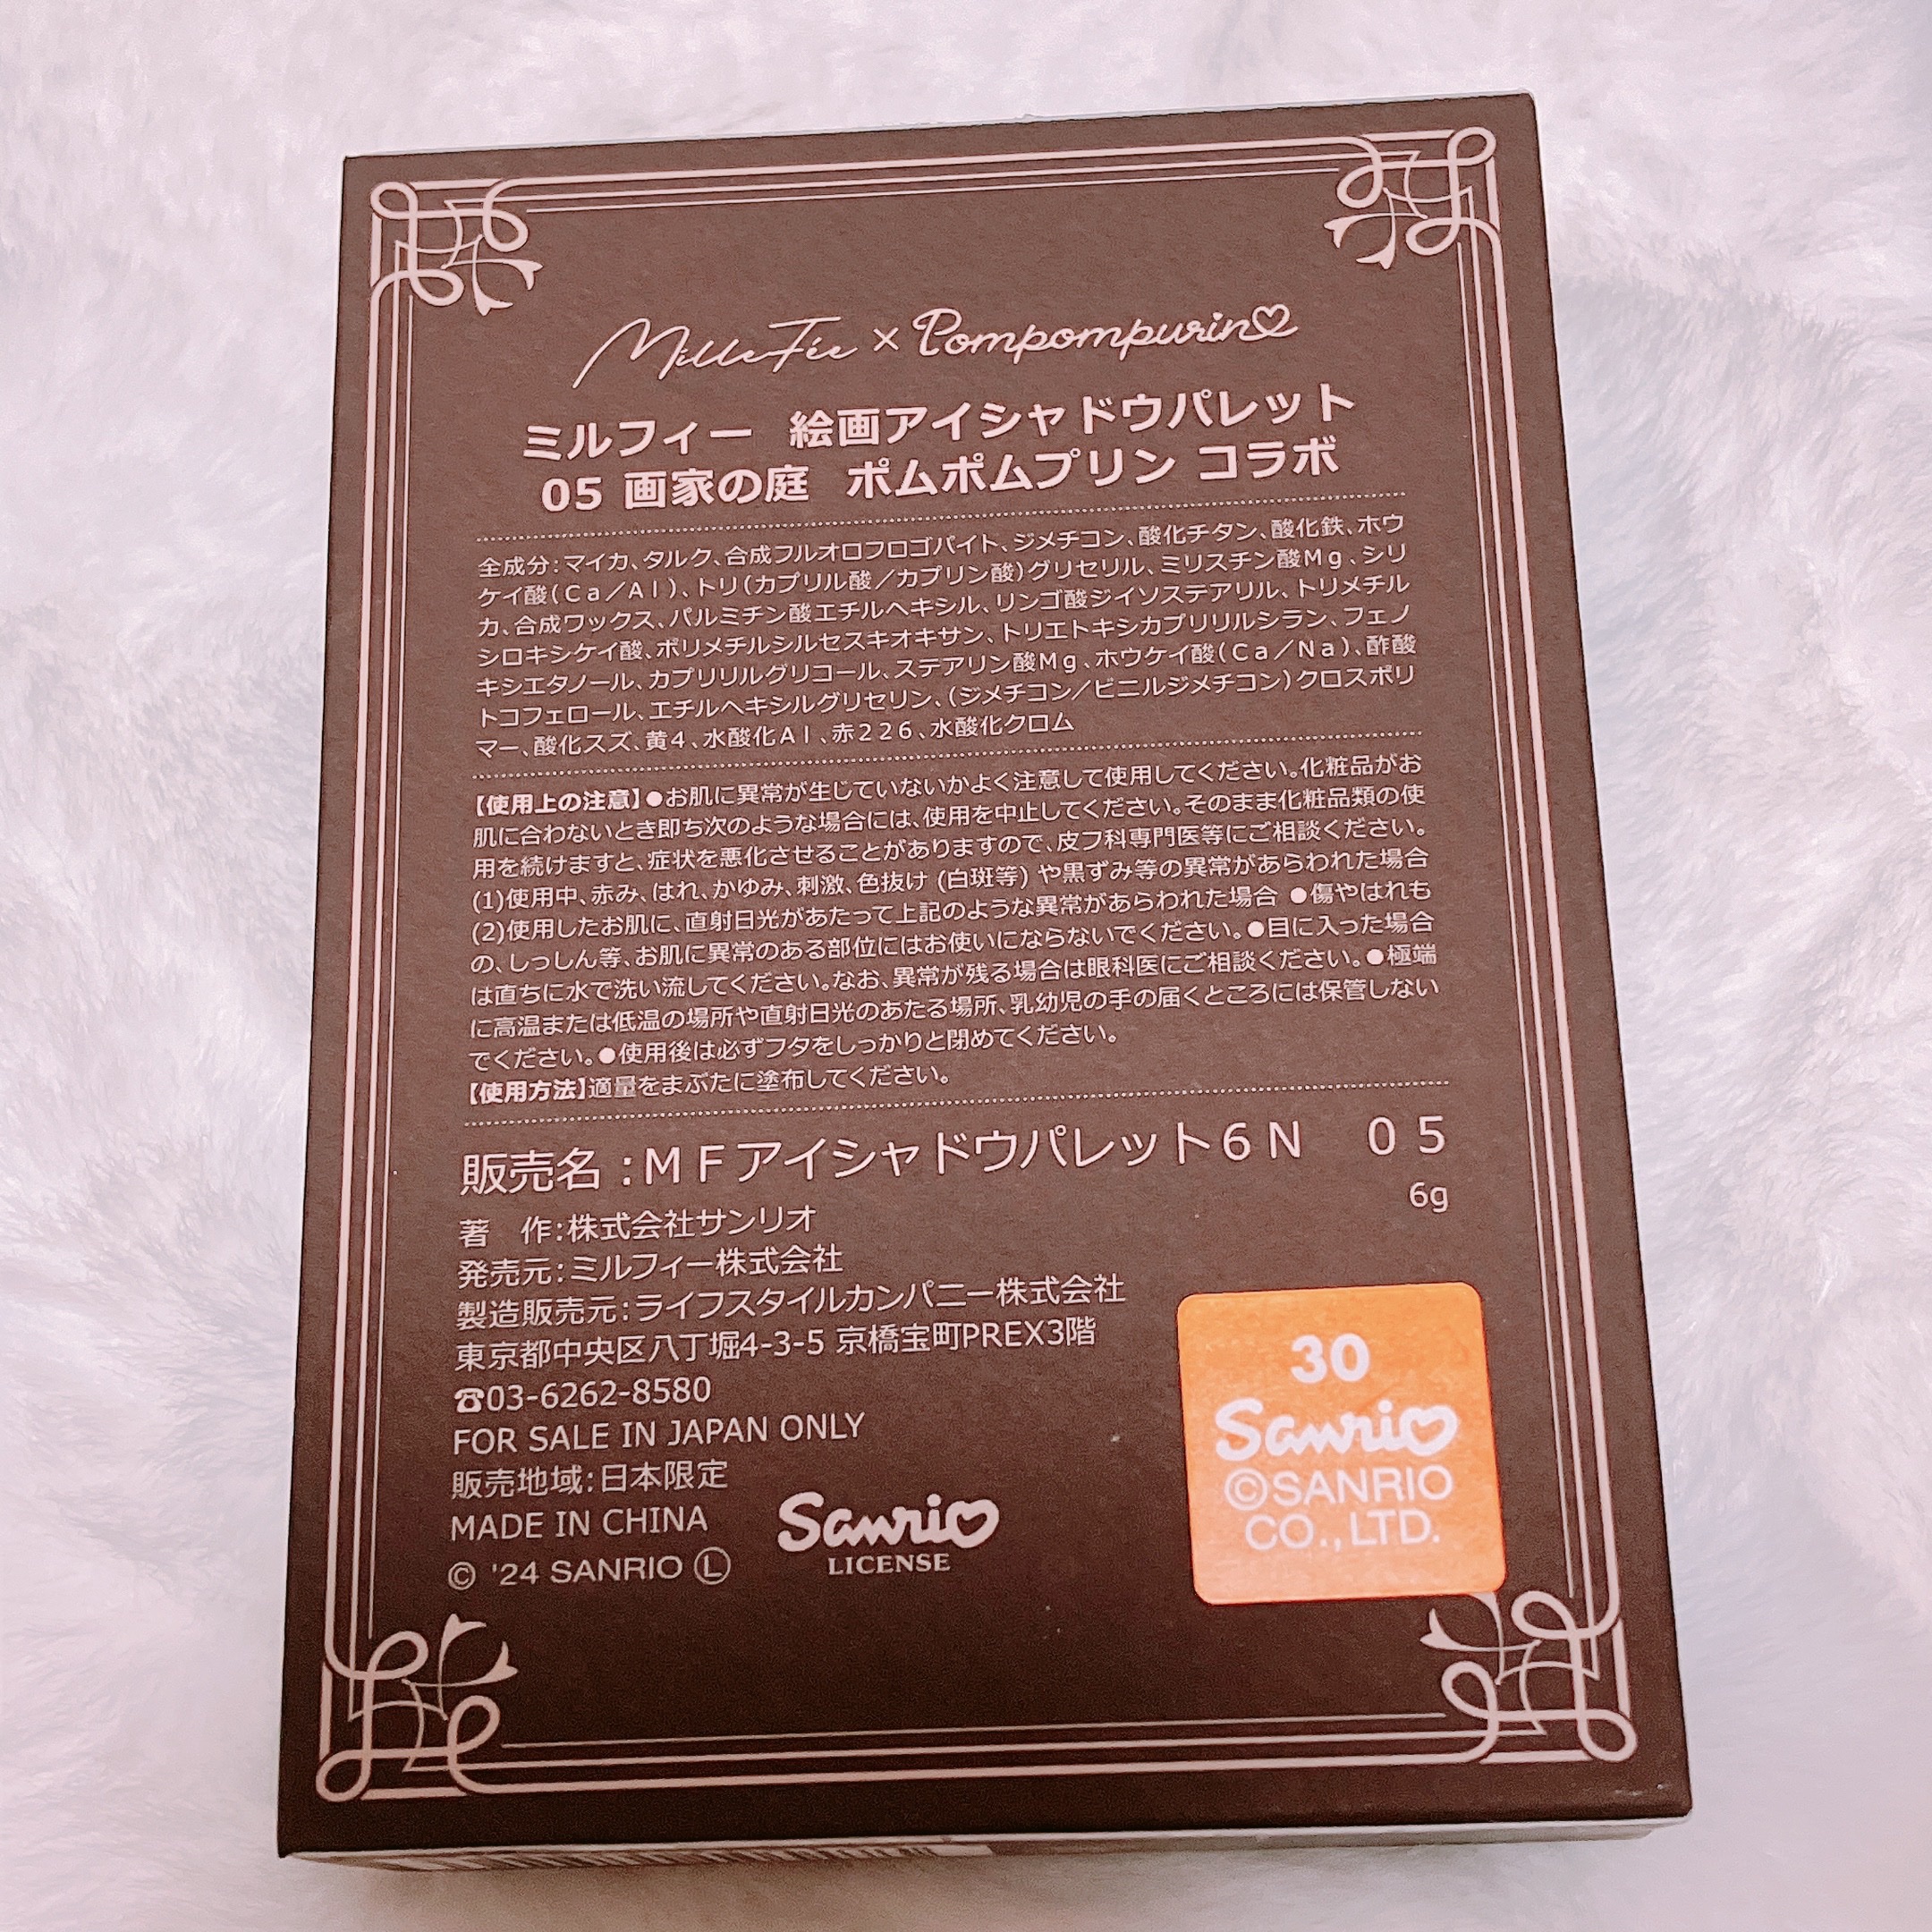 MilleFée × Pompompurin
ミルフィー 絵画アイシャドウパレット
05 画家の庭 ポムポムプリン コラボ
全成分:マイカ、タルク、合成フルオロフロゴパイト、ジメチコン、酸化チタン、酸化鉄、ホウ
ケイ酸(Ca/Al)、トリ(カプリル酸/カプリン酸)グリセリル、ミリスチン酸Mg、シリ
カ、合成ワックス、パルミチン酸エチルヘキシル、リンゴ酸ジイソステアリル、トリメチル
シロキシケイ酸、ポリメチルシルセスキオキサン、トリエトキシカプリリルシラン、フェノ
キシエタノール、カプリリルグリコール、ステアリン酸Mg、ホウケイ酸(Ca/Na)、酢酸
トコフェロール、エチルヘキシルグリセリン、(ジメチコン/ビニルジメチコン)クロスポリ
マー、酸化スズ、黄4、水酸化Al、赤226、水酸化クロム
【使用上の注意】●お肌に異常が生じていないかよく注意して使用してください。化粧品がお
肌に合わないとき即ち次のような場合には、使用を中止してください。そのまま化粧品類の使
用を続けますと、症状を悪化させることがありますので、皮フ科専門医等にご相談ください。
(1)使用中、赤み、はれ、かゆみ、刺激、色抜け (白斑等) や黒ずみ等の異常があらわれた場合
(2)使用したお肌に、直射日光があたって上記のような異常があらわれた場合 ●傷やはれも
の、しっしん等、お肌に異常のある部位にはお使いにならないでください。●目に入った場合
は直ちに水で洗い流してください。なお、異常が残る場合は眼科医にご相談ください。●極端
に高温または低温の場所や直射日光のあたる場所、乳幼児の手の届くところには保管しない
でください。●使用後は必ずフタをしっかりと閉めてください。
【使用方法】適量をまぶたに塗布してください。
販売名:MFアイシャドウパレット6N 05
6g
著 作:株式会社サンリオ
発売元:ミルフィー株式会社
製造販売元:ライフスタイルカンパニー株式会社
東京都中央区八丁堀4-3-5 京橋宝町PREX3階
☎03-6262-8580
FOR SALE IN JAPAN ONLY
販売地域:日本限定
MADE IN CHINA
© '24 SANRIO Ⓛ
Sanrio
LICENSE
30
Sanrio
©SANRIO
CO., LTD.